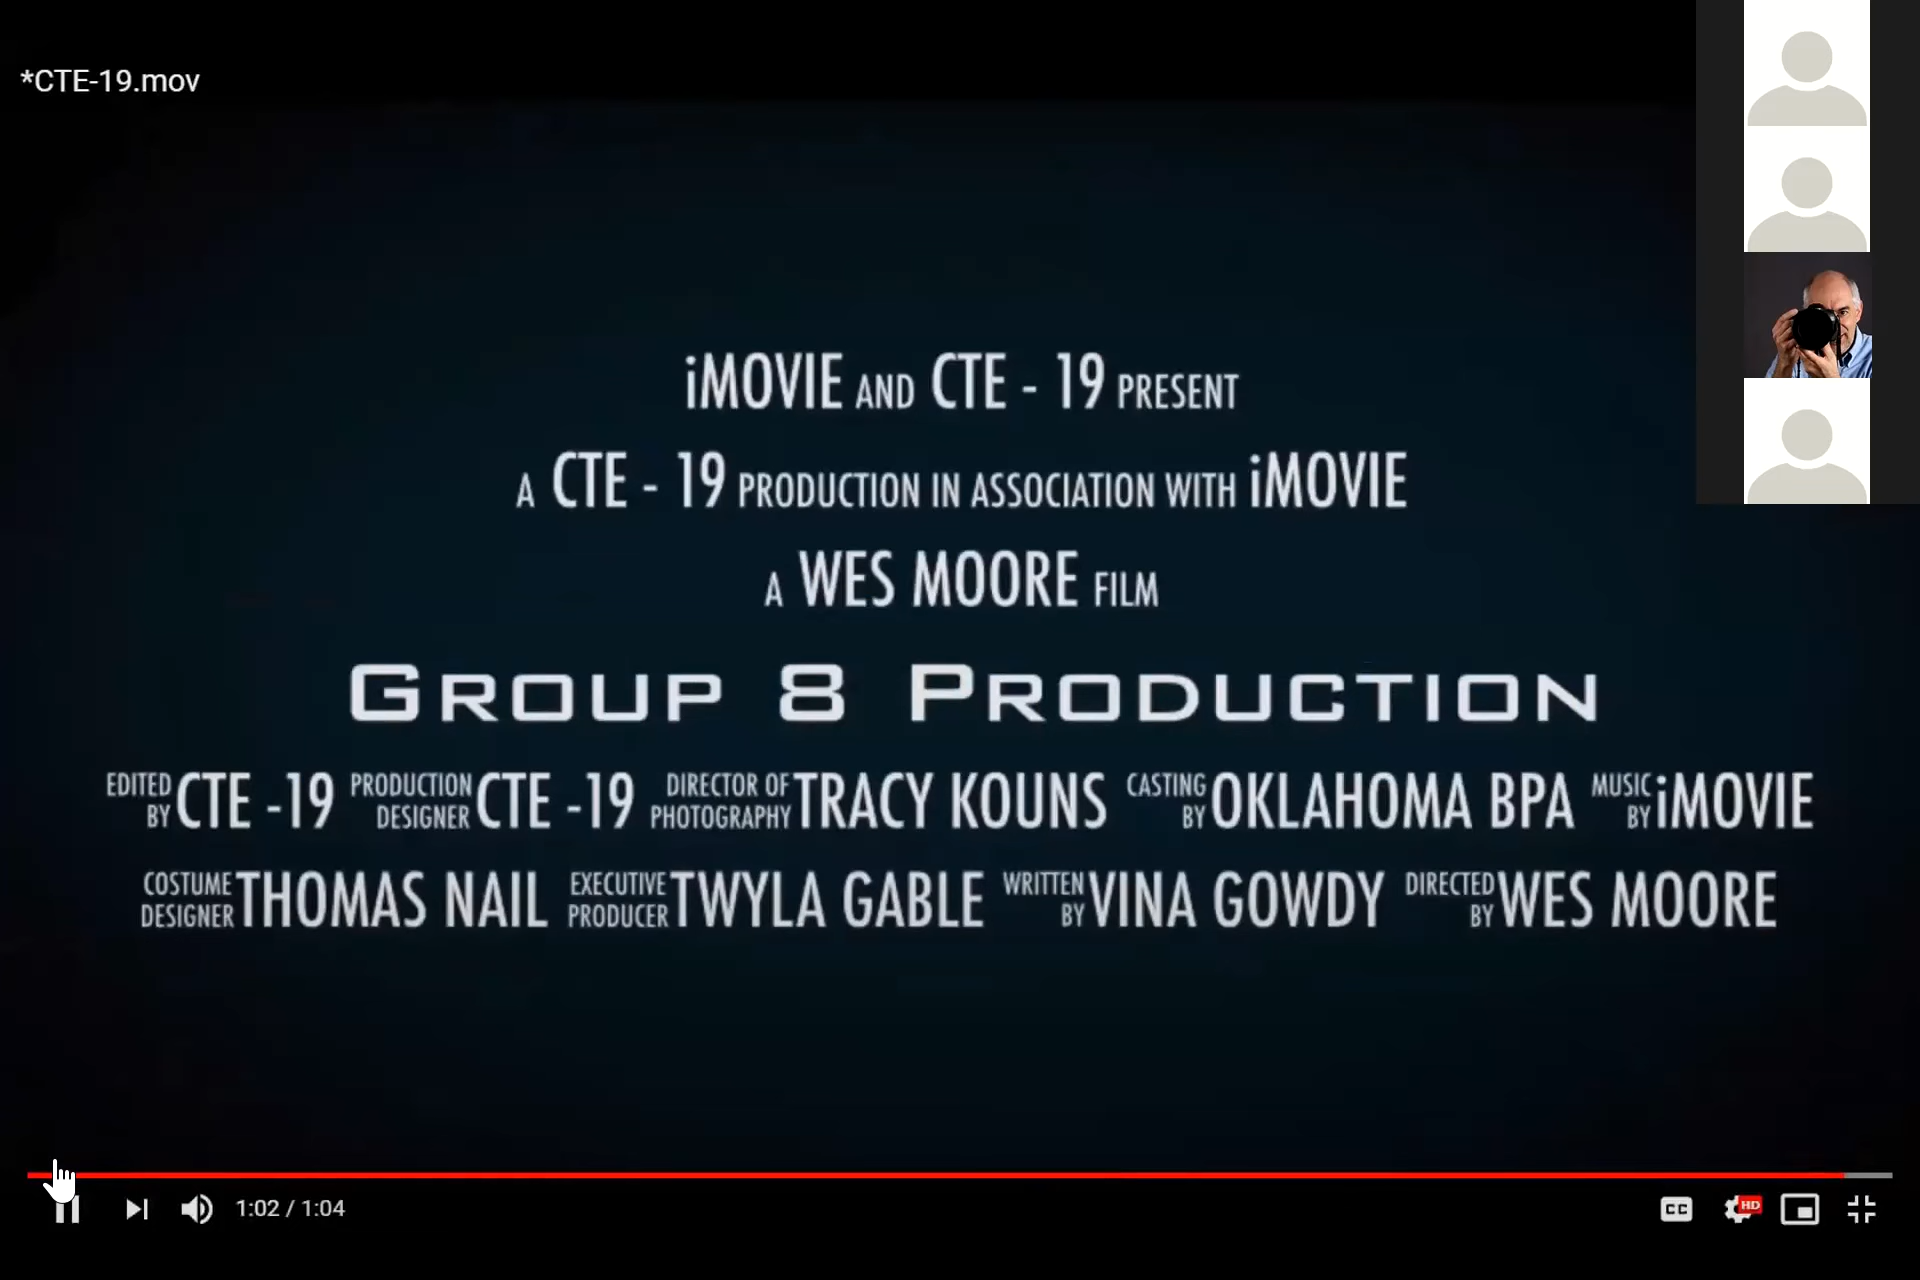 *CTE-19.mov
iMOVIE AND CTE - 19 PRESENT
A CTE - 19 PRODUCTION IN ASSOCIATION WITH iMOVIE
A WES MOORE FILM
GROUP 8 PRODUCTION
EDITED BY CTE -19 PRODUCTION DESIGNER CTE -19 DIRECTOR OF PHOTOGRAPHY TRACY KOUNS CASTING BY OKLAHOMA BPA MUSIC BY iMOVIE
COSTUME DESIGNER THOMAS NAIL EXECUTIVE PRODUCER TWYLA GABLE WRITTEN BY VINA GOWDY DIRECTED BY WES MOORE
1:02 / 1:04 CC HD